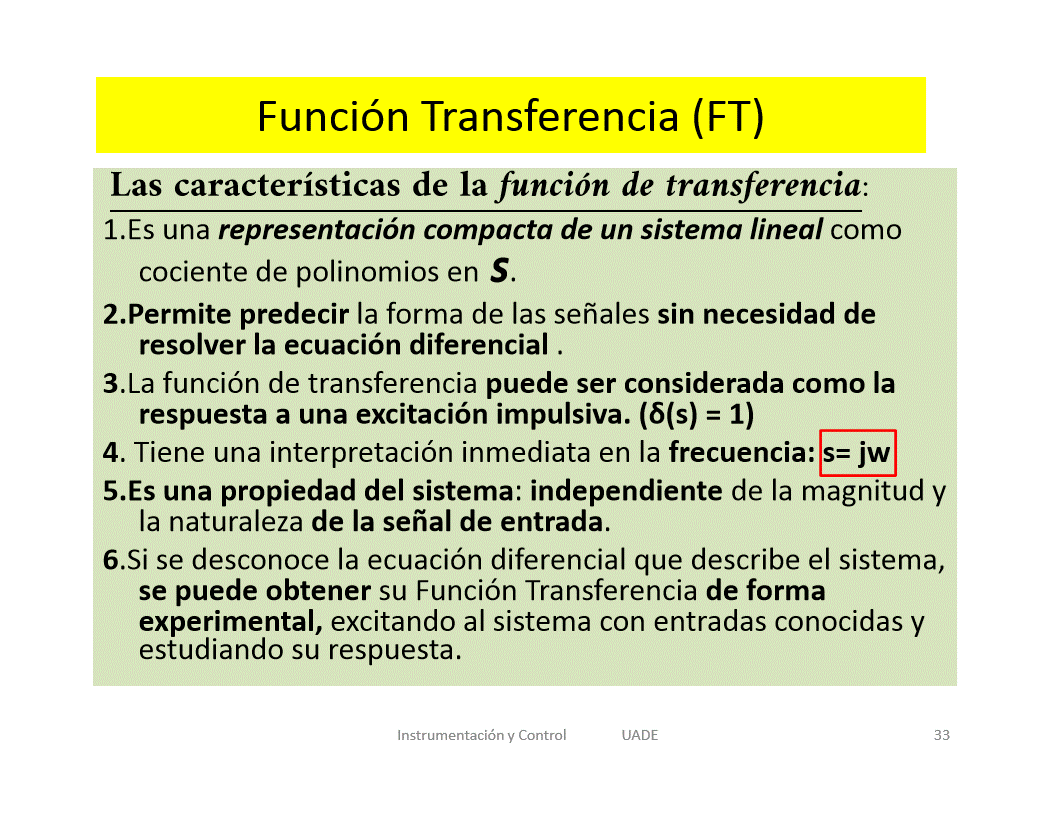 Función Transferencia (FT)
Las características de la función de transferencia:
1.Es una representación compacta de un sistema lineal como
cociente de polinomios en s.
2.Permite predecir la forma de las señales sin necesidad de
resolver la ecuación diferencial .
3.La función de transferencia puede ser considerada como la
respuesta a una excitación impulsiva. (δ(s) = 1)
4. Tiene una interpretación inmediata en la frecuencia: s= jw
5.Es una propiedad del sistema: independiente de la magnitud y
la naturaleza de la señal de entrada.
6.Si se desconoce la ecuación diferencial que describe el sistema,
se puede obtener su Función Transferencia de forma
experimental, excitando al sistema con entradas conocidas y
estudiando su respuesta.
Instrumentación y Control UADE 33